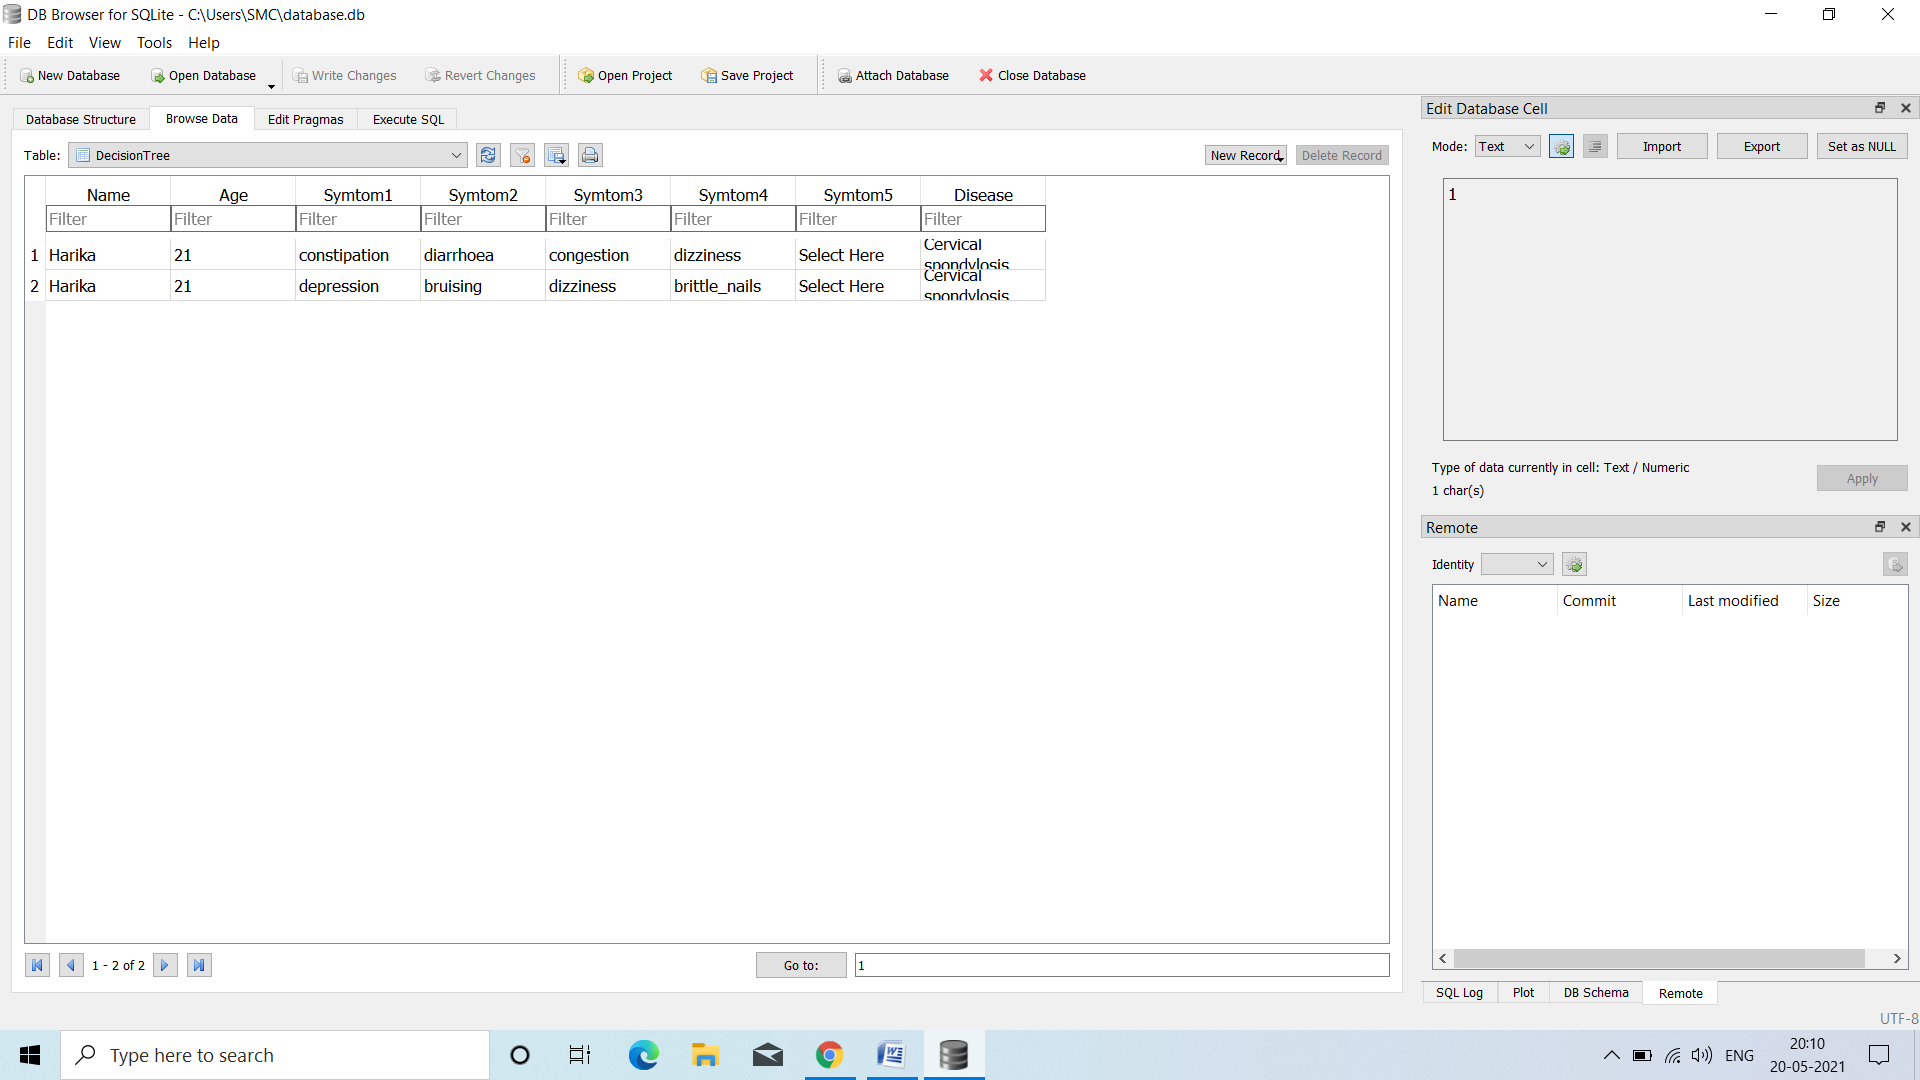 DB Browser for SQLite - C:\Users\SMC\database.db
File Edit View Tools Help
New Database Open Database Write Changes Revert Changes Open Project Save Project Attach Database Close Database
Database Structure Browse Data Edit Pragmas Execute SQL
Table: DecisionTree New Record Delete Record
Name Age Symtom1 Symtom2 Symtom3 Symtom4 Symtom5 Disease
Filter Filter Filter Filter Filter Filter Filter Filter
1 Harika 21 constipation diarrhoea congestion dizziness Select Here Cervical spondylosis
2 Harika 21 depression bruising dizziness brittle_nails Select Here Cervical spondylosis
1 - 2 of 2 Go to: 1
Edit Database Cell
Mode: Text Import Export Set as NULL
1
Type of data currently in cell: Text / Numeric
1 char(s)
Apply
Remote
Identity
Name Commit Last modified Size
SQL Log Plot DB Schema Remote
UTF-8
Type here to search
ENG
20:10
20-05-2021